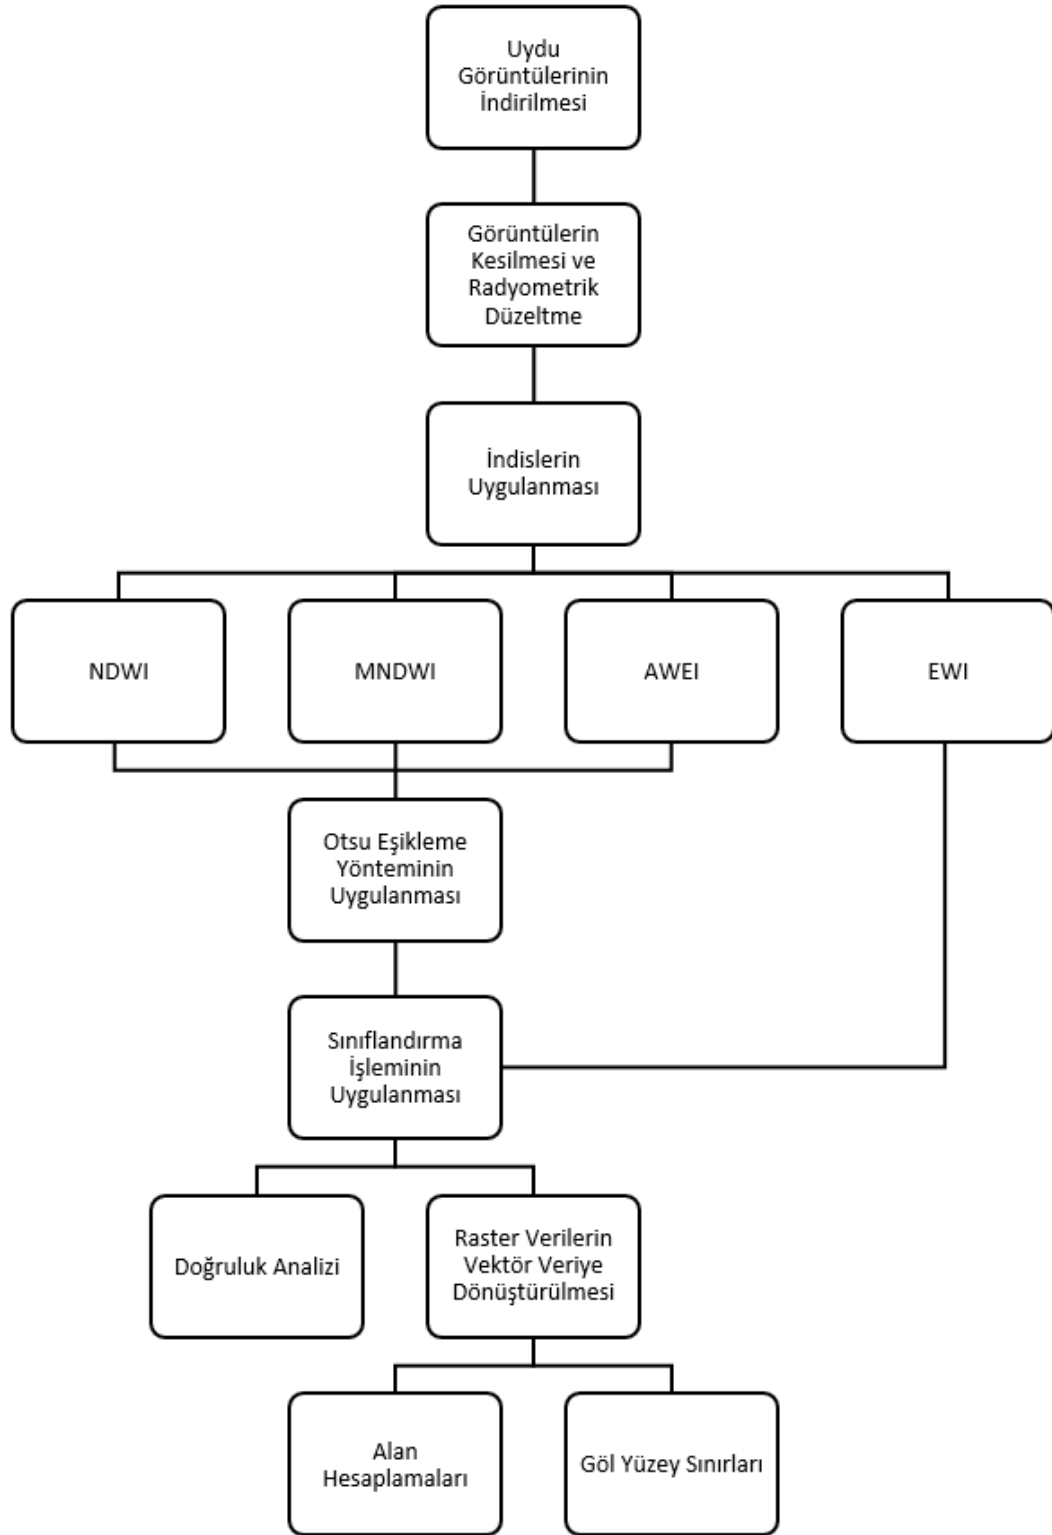 Uydu
Görüntülerinin
İndirilmesi
Görüntülerin
Kesilmesi ve
Radyometrik
Düzeltme
İndislerin
Uygulanması
NDWI
MNDWI
AWEI
EWI
Otsu Eşikleme
Yönteminin
Uygulanması
Sınıflandırma
İşleminin
Uygulanması
Doğruluk Analizi
Raster Verilerin
Vektör Veriye
Dönüştürülmesi
Alan
Hesaplamaları
Göl Yüzey Sınırları